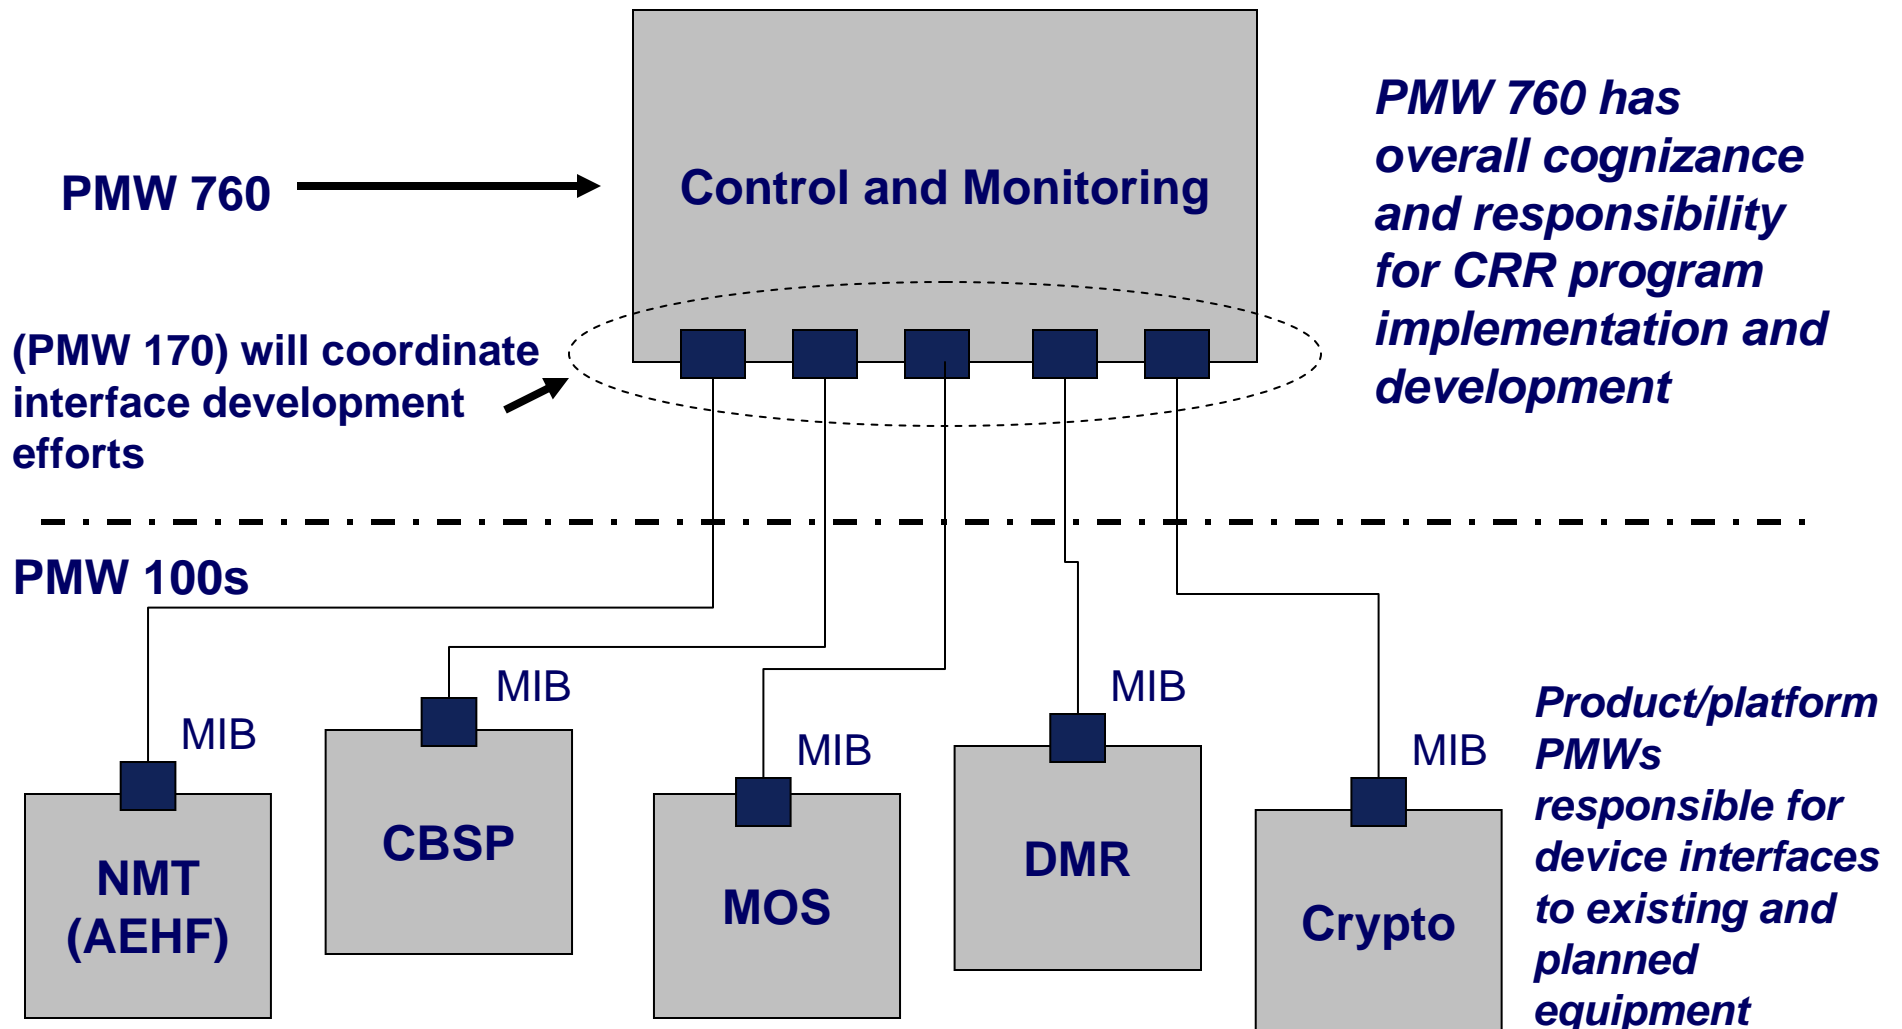 PMW 760
Control and Monitoring
PMW 760 has
overall cognizance
and responsibility
for CRR program
implementation and
development
(PMW 170) will coordinate
interface development
efforts
PMW 100s
MIB
NMT
(AEHF)
MIB
CBSP
MIB
MOS
MIB
DMR
MIB
Crypto
Product/platform
PMWs
responsible for
device interfaces
to existing and
planned
equipment